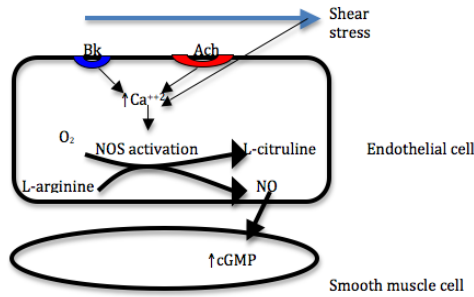 Shear
stress
Bk
Ach
↑Ca++2
O2
NOS activation
L-citruline
Endothelial cell
L-arginine
NO
↑cGMP
Smooth muscle cell